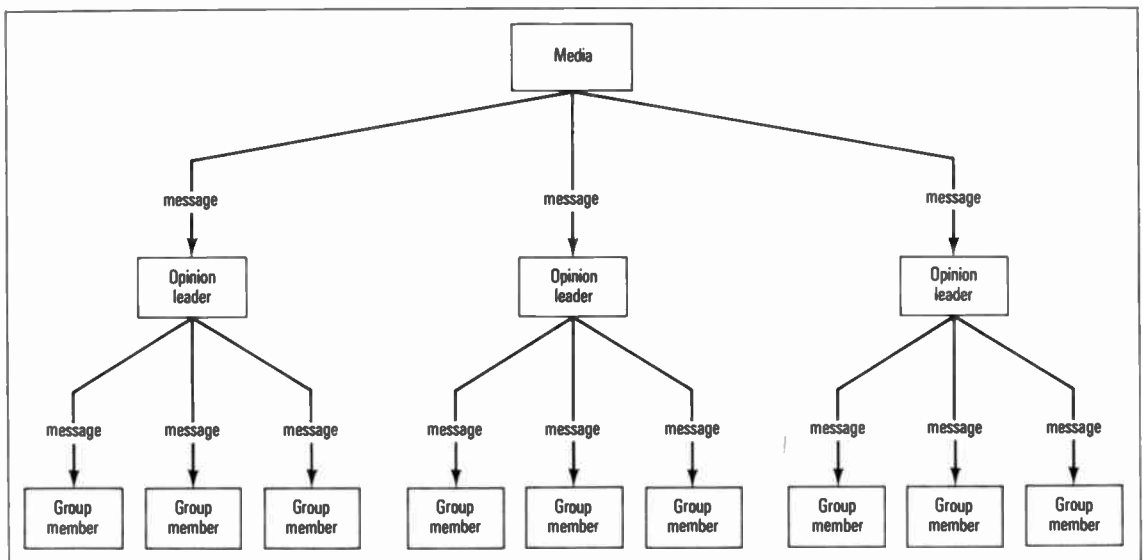 Media
message message message
Opinion Opinion Opinion
leader leader leader
message message message message message message message message message
Group Group Group Group Group Group Group Group Group
member member member member member member member member member